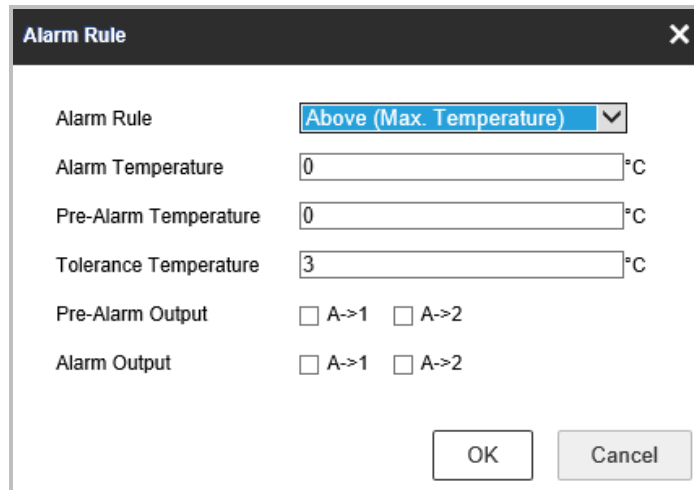 Alarm Rule
Alarm Rule Above (Max. Temperature)
Alarm Temperature 0 °C
Pre-Alarm Temperature 0 °C
Tolerance Temperature 3 °C
Pre-Alarm Output A->1 A->2
Alarm Output A->1 A->2
OK Cancel